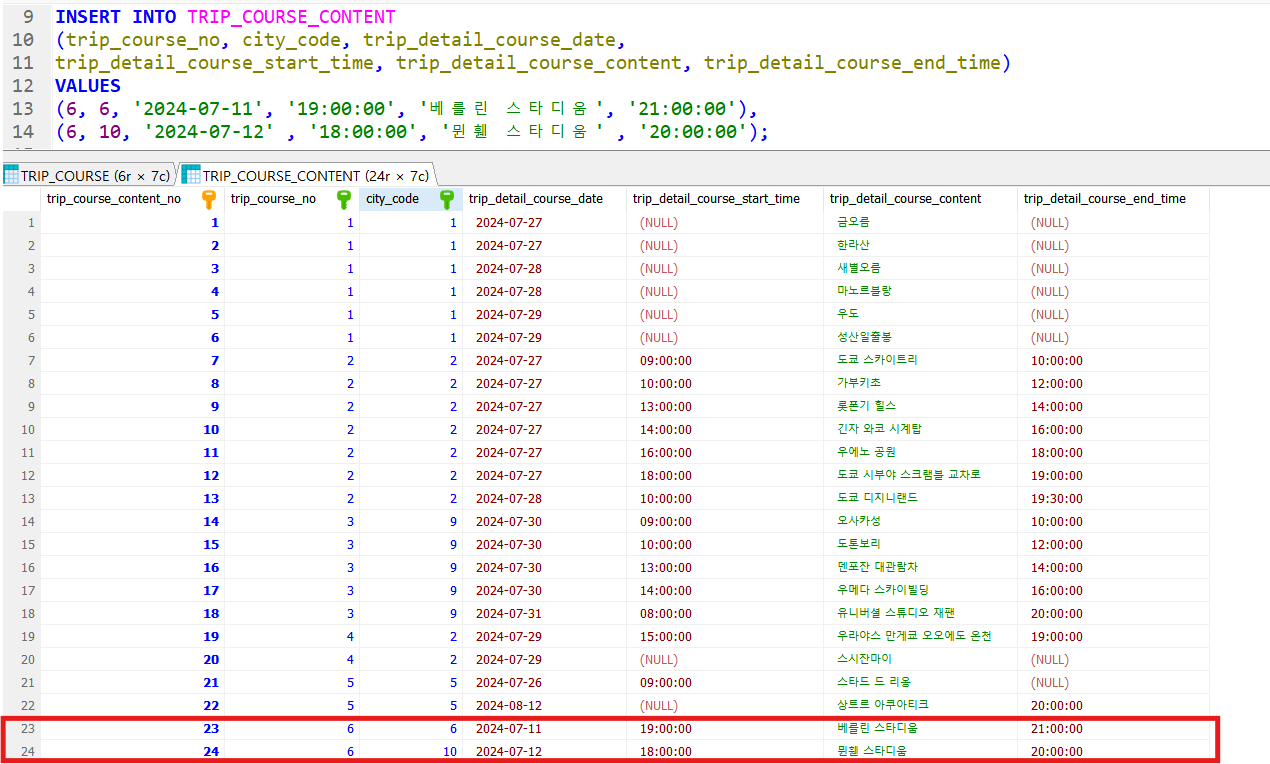 9 INSERT INTO TRIP_COURSE_CONTENT
10 (trip_course_no, city_code, trip_detail_course_date,
11 trip_detail_course_start_time, trip_detail_course_content, trip_detail_course_end_time)
12 VALUES
13 (6, 6, '2024-07-11', '19:00:00', '베를린 스타디움', '21:00:00'),
14 (6, 10, '2024-07-12' , '18:00:00', '뮌헨 스타디움' , '20:00:00');
TRIP_COURSE (6r × 7c) TRIP_COURSE_CONTENT (24r × 7c)
trip_course_content_no trip_course_no city_code trip_detail_course_date trip_detail_course_start_time trip_detail_course_content trip_detail_course_end_time
1 1 1 1 2024-07-27 (NULL) 금오름 (NULL)
2 2 1 1 2024-07-27 (NULL) 한라산 (NULL)
3 3 1 1 2024-07-28 (NULL) 새별오름 (NULL)
4 4 1 1 2024-07-28 (NULL) 마노르블랑 (NULL)
5 5 1 1 2024-07-29 (NULL) 우도 (NULL)
6 6 1 1 2024-07-29 (NULL) 성산일출봉 (NULL)
7 7 2 2 2024-07-27 09:00:00 도쿄 스카이트리 10:00:00
8 8 2 2 2024-07-27 10:00:00 가부키초 12:00:00
9 9 2 2 2024-07-27 13:00:00 롯폰기 힐스 14:00:00
10 10 2 2 2024-07-27 14:00:00 긴자 와코 시계탑 16:00:00
11 11 2 2 2024-07-27 16:00:00 우에노 공원 18:00:00
12 12 2 2 2024-07-27 18:00:00 도쿄 시부야 스크램블 교차로 19:00:00
13 13 2 2 2024-07-28 10:00:00 도쿄 디지니랜드 19:30:00
14 14 3 9 2024-07-30 09:00:00 오사카성 10:00:00
15 15 3 9 2024-07-30 10:00:00 도톤보리 12:00:00
16 16 3 9 2024-07-30 13:00:00 덴포잔 대관람차 14:00:00
17 17 3 9 2024-07-30 14:00:00 우메다 스카이빌딩 16:00:00
18 18 3 9 2024-07-31 08:00:00 유니버셜 스튜디오 재팬 20:00:00
19 19 4 2 2024-07-29 15:00:00 우라야스 만게쿄 오오에도 온천 19:00:00
20 20 4 2 2024-07-29 (NULL) 스시잔마이 (NULL)
21 21 5 5 2024-07-26 09:00:00 스타드 드 리옹 (NULL)
22 22 5 5 2024-08-12 (NULL) 상트르 아쿠아티크 20:00:00
23 23 6 6 2024-07-11 19:00:00 베를린 스타디움 21:00:00
24 24 6 10 2024-07-12 18:00:00 뮌헨 스타디움 20:00:00